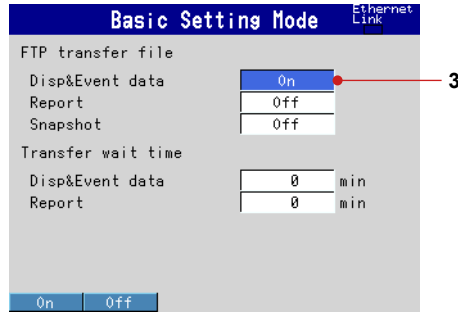 Basic Setting Mode
Ethernet
Link
FTP transfer file
Disp&Event data On 3
Report Off
Snapshot Off
Transfer wait time
Disp&Event data 0 min
Report 0 min
On Off